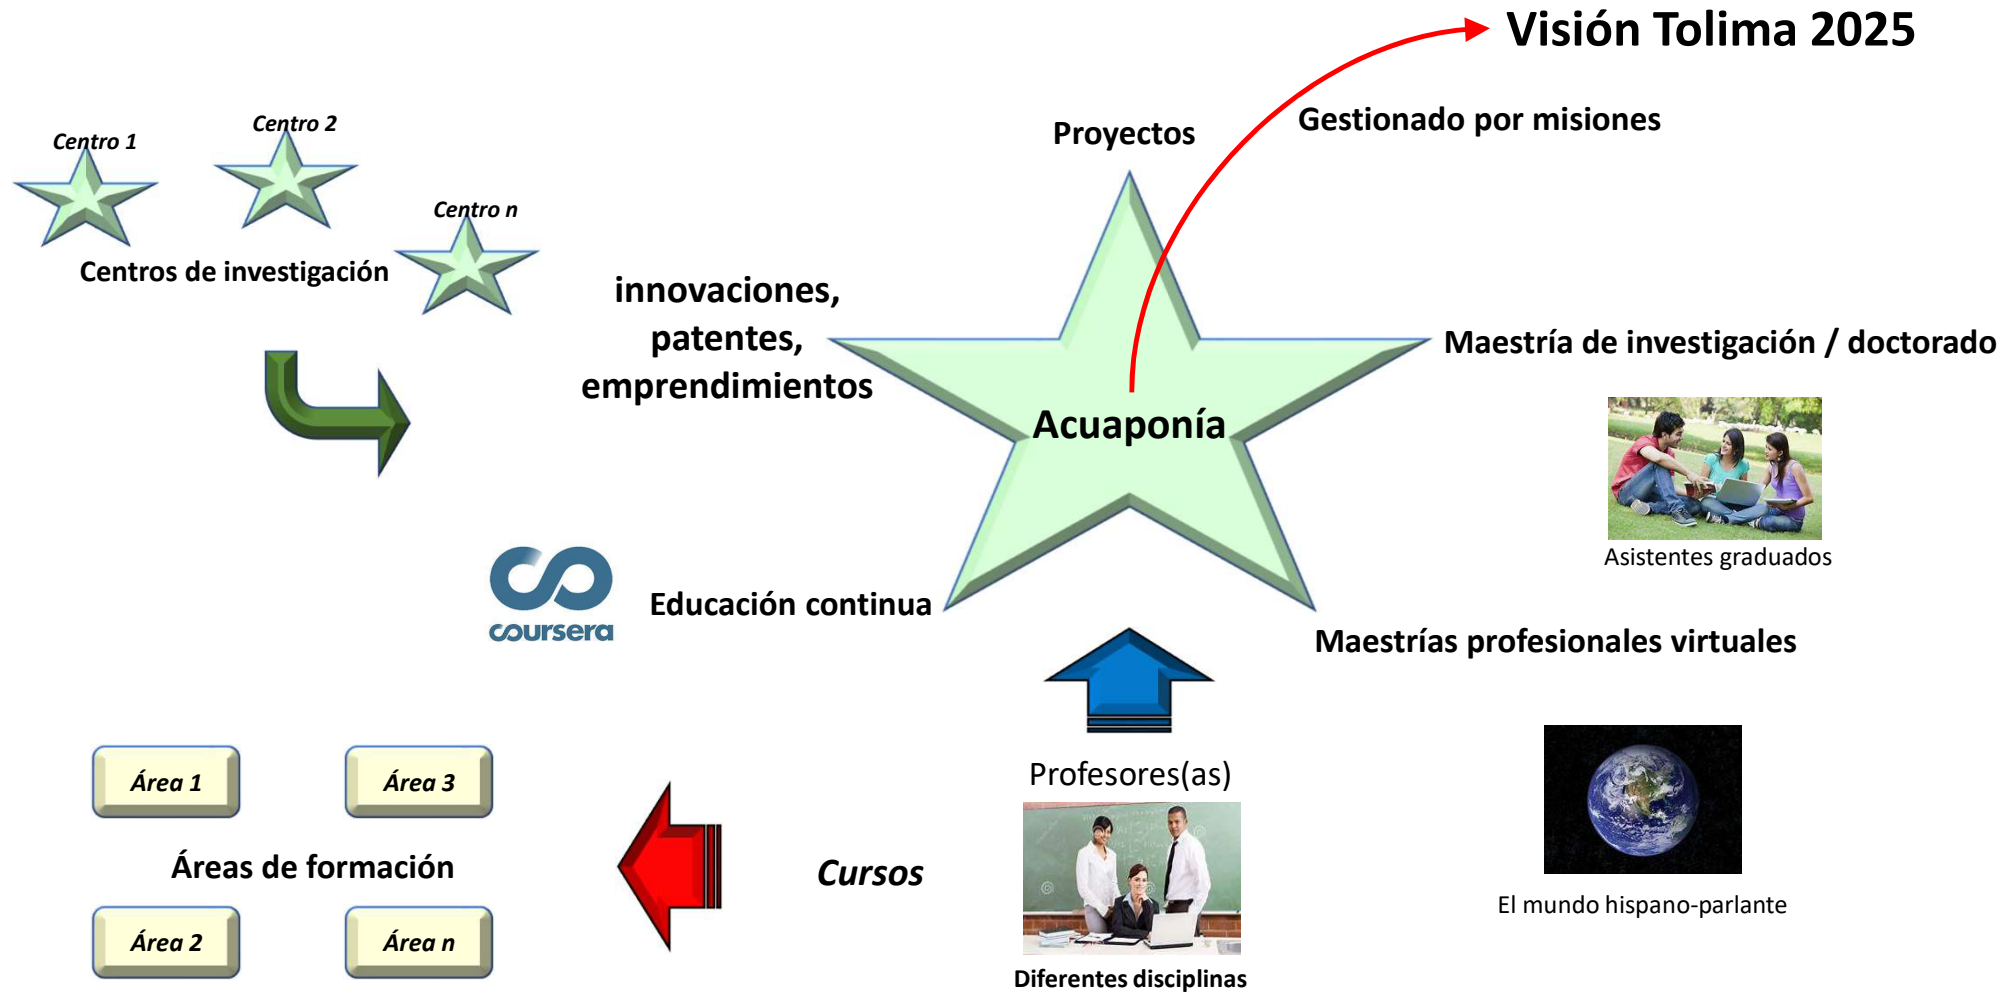 Visión Tolima 2025
Gestionado por misiones
Proyectos
Centro 1
Centro 2
Centro n
Centros de investigación
innovaciones,
patentes,
emprendimientos
Maestría de investigación / doctorado
Acuaponía
Asistentes graduados
coursera
Educación continua
Maestrías profesionales virtuales
Profesores(as)
Área 1
Área 3
Áreas de formación
Cursos
Área 2
Área n
El mundo hispano-parlante
Diferentes disciplinas